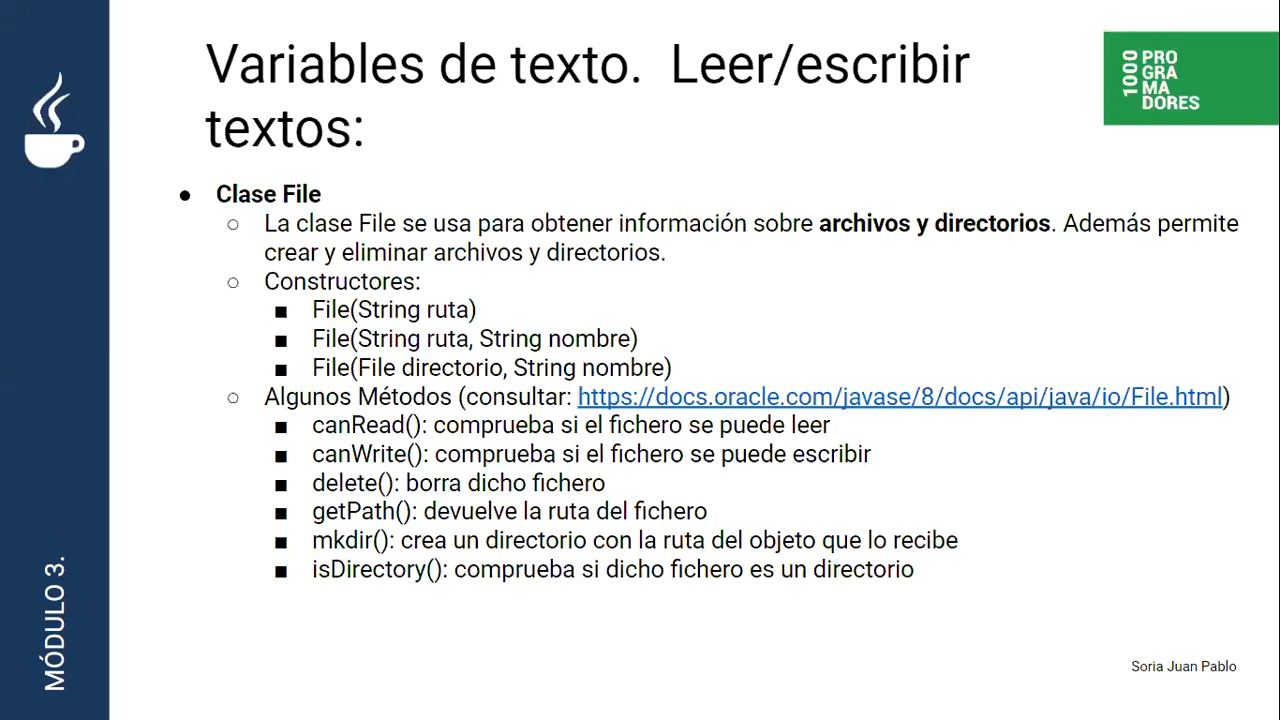 Variables de texto.  Leer/escribir
textos:
1000
PRO
GRA
MA
DORES
● Clase File
○ La clase File se usa para obtener información sobre archivos y directorios. Además permite
crear y eliminar archivos y directorios.
○ Constructores:
■ File(String ruta)
■ File(String ruta, String nombre)
■ File(File directorio, String nombre)
○ Algunos Métodos (consultar: https://docs.oracle.com/javase/8/docs/api/java/io/File.html)
■ canRead(): comprueba si el fichero se puede leer
■ canWrite(): comprueba si el fichero se puede escribir
■ delete(): borra dicho fichero
■ getPath(): devuelve la ruta del fichero
■ mkdir(): crea un directorio con la ruta del objeto que lo recibe
■ isDirectory(): comprueba si dicho fichero es un directorio
MÓDULO 3.
Soria Juan Pablo